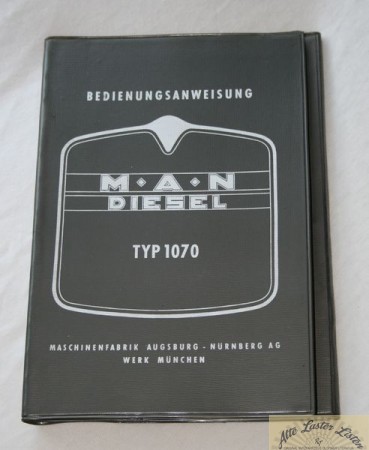 BEDIENUNGSANWEISUNG
M·A·N
DIESEL
TYP 1070
MASCHINENFABRIK AUGSBURG - NÜRNBERG AG
WERK MÜNCHEN
Alte Laster Listen